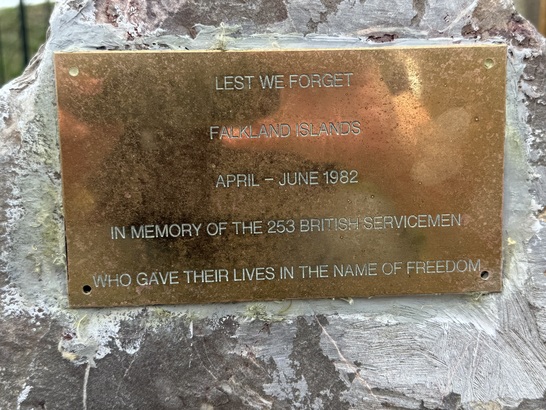 LEST WE FORGET
FALKLAND ISLANDS
APRIL – JUNE 1982
IN MEMORY OF THE 253 BRITISH SERVICEMEN
WHO GAVE THEIR LIVES IN THE NAME OF FREEDOM